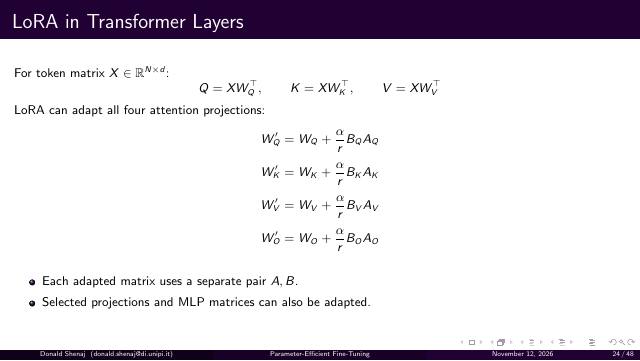 LoRA in Transformer Layers
For token matrix X ∈ ℝ^{N×d}:
Q = XW_Q^⊤, K = XW_K^⊤, V = XW_V^⊤
LoRA can adapt all four attention projections:
W′_Q = W_Q + α/r B_Q A_Q
W′_K = W_K + α/r B_K A_K
W′_V = W_V + α/r B_V A_V
W′_O = W_O + α/r B_O A_O
Each adapted matrix uses a separate pair A, B.
Selected projections and MLP matrices can also be adapted.
Donald Shenaj (donald.shenaj@di.unipi.it) Parameter-Efficient Fine-Tuning November 12, 2026 24 / 48